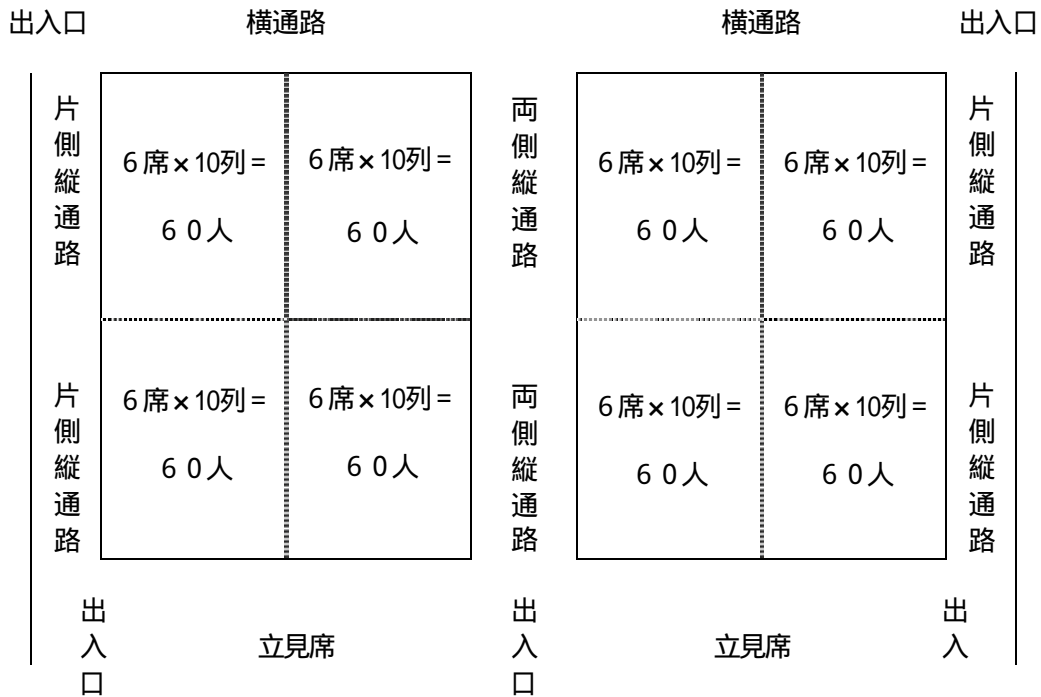 出入口 横通路 横通路 出入口
片側縦通路
6席×10列=
60人
6席×10列=
60人
両側縦通路
6席×10列=
60人
6席×10列=
60人
片側縦通路
片側縦通路
6席×10列=
60人
6席×10列=
60人
両側縦通路
6席×10列=
60人
6席×10列=
60人
片側縦通路
出入口
立見席
出入口
立見席
出入